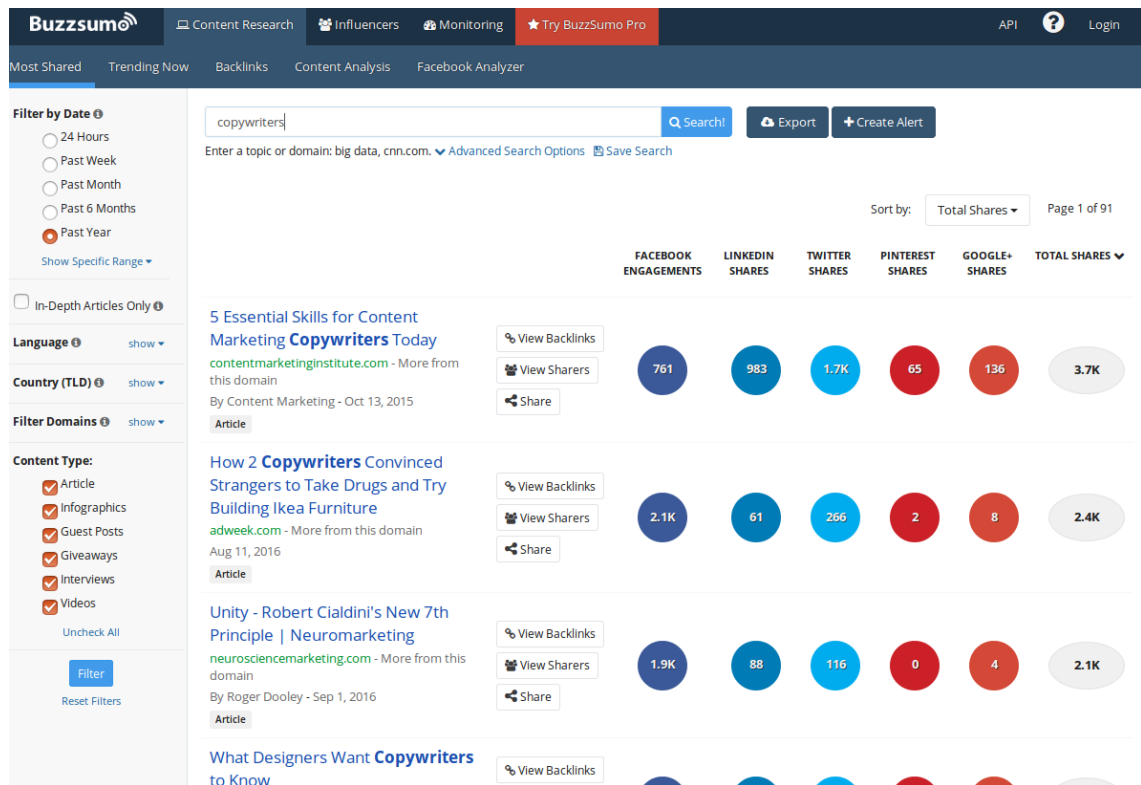 Buzzsumo
Content Research
Influencers
Monitoring
Try BuzzSumo Pro
API
?
Login
Most Shared
Trending Now
Backlinks
Content Analysis
Facebook Analyzer
Filter by Date
24 Hours
Past Week
Past Month
Past 6 Months
Past Year
Show Specific Range
In-Depth Articles Only
Language show
Country (TLD) show
Filter Domains show
Content Type:
Article
Infographics
Guest Posts
Giveaways
Interviews
Videos
Uncheck All
Filter
Reset Filters
copywriters
Search!
Export
Create Alert
Enter a topic or domain: big data, cnn.com. Advanced Search Options Save Search
Sort by: Total Shares Page 1 of 91
FACEBOOK ENGAGEMENTS
LINKEDIN SHARES
TWITTER SHARES
PINTEREST SHARES
GOOGLE+ SHARES
TOTAL SHARES
5 Essential Skills for Content
Marketing Copywriters Today
contentmarketinginstitute.com - More from
this domain
By Content Marketing - Oct 13, 2015
Article
View Backlinks
View Sharers
Share
761 983 1.7K 65 136 3.7K
How 2 Copywriters Convinced
Strangers to Take Drugs and Try
Building Ikea Furniture
adweek.com - More from this domain
Aug 11, 2016
Article
View Backlinks
View Sharers
Share
2.1K 61 266 2 8 2.4K
Unity - Robert Cialdini's New 7th
Principle | Neuromarketing
neurosciencemarketing.com - More from this
domain
By Roger Dooley - Sep 1, 2016
Article
View Backlinks
View Sharers
Share
1.9K 88 116 0 4 2.1K
What Designers Want Copywriters
to Know
View Backlinks